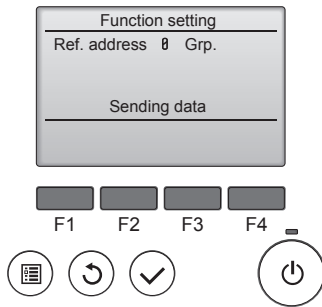 Function setting
Ref. address 0 Grp.
Sending data
F1 F2 F3 F4